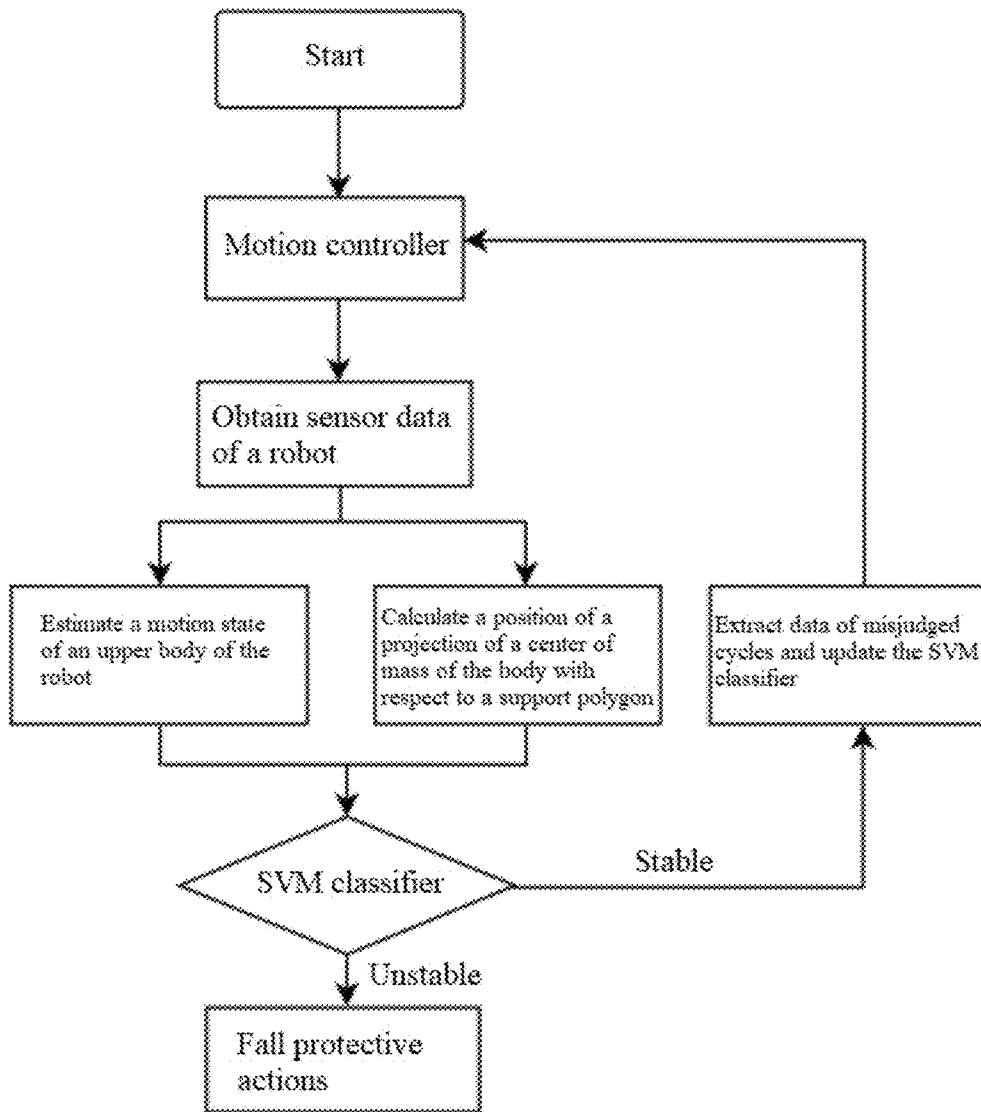 Start
Motion controller
Obtain sensor data
of a robot
Estimate a motion state
of an upper body of the
robot
Calculate a position of a
projection of a center of
mass of the body with
respect to a support polygon
Extract data of misjudged
cycles and update the SVM
classifier
SVM classifier
Stable
Unstable
Fall protective
actions